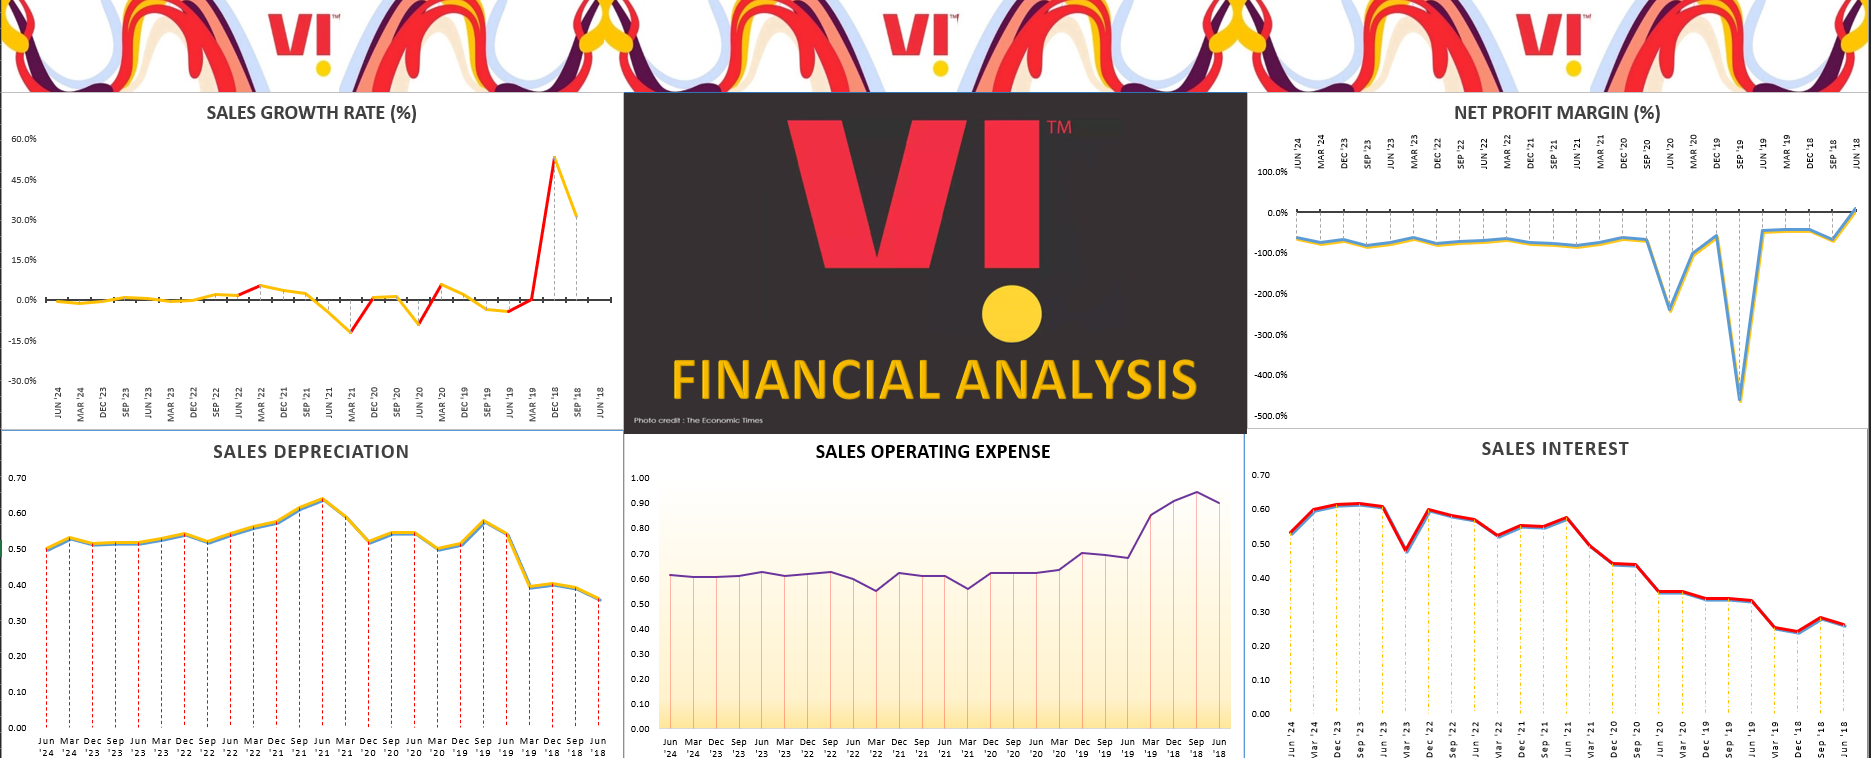 VI!™ VI!™ VI!™
SALES GROWTH RATE (%)
60.0%
45.0%
30.0%
15.0%
0.0%
-15.0%
-30.0%
JUN '24 MAR '24 DEC '23 SEP '23 JUN '23 MAR '23 DEC '22 SEP '22 JUN '22 MAR '22 DEC '21 SEP '21 JUN '21 MAR '21 DEC '20 SEP '20 JUN '20 MAR '20 DEC '19 SEP '19 JUN '19 MAR '19 DEC '18 SEP '18 JUN '18
VI!™
FINANCIAL ANALYSIS
Photo credit : The Economic Times
NET PROFIT MARGIN (%)
JUN '24 MAR '24 DEC '23 SEP '23 JUN '23 MAR '23 DEC '22 SEP '22 JUN '22 MAR '22 DEC '21 SEP '21 JUN '21 MAR '21 DEC '20 SEP '20 JUN '20 MAR '20 DEC '19 SEP '19 JUN '19 MAR '19 DEC '18 SEP '18 JUN '18
100.0%
0.0%
-100.0%
-200.0%
-300.0%
-400.0%
-500.0%
SALES DEPRECIATION
0.70
0.60
0.50
0.40
0.30
0.20
0.10
0.00
Jun Mar Dec Sep Jun Mar Dec Sep Jun Mar Dec Sep Jun Mar Dec Sep Jun Mar Dec Sep Jun Mar Dec Sep Jun
'24 '24 '23 '23 '23 '23 '22 '22 '22 '22 '21 '21 '21 '21 '20 '20 '20 '20 '19 '19 '19 '19 '18 '18 '18
SALES OPERATING EXPENSE
1.00
0.90
0.80
0.70
0.60
0.50
0.40
0.30
0.20
0.10
0.00
Jun Mar Dec Sep Jun Mar Dec Sep Jun Mar Dec Sep Jun Mar Dec Sep Jun Mar Dec Sep Jun Mar Dec Sep Jun
'24 '24 '23 '23 '23 '23 '22 '22 '22 '22 '21 '21 '21 '21 '20 '20 '20 '20 '19 '19 '19 '19 '18 '18 '18
SALES INTEREST
0.70
0.60
0.50
0.40
0.30
0.20
0.10
0.00
Jun '24 Mar '24 Dec '23 Sep '23 Jun '23 Mar '23 Dec '22 Sep '22 Jun '22 Mar '22 Dec '21 Sep '21 Jun '21 Mar '21 Dec '20 Sep '20 Jun '20 Mar '20 Dec '19 Sep '19 Jun '19 Mar '19 Dec '18 Sep '18 Jun '18